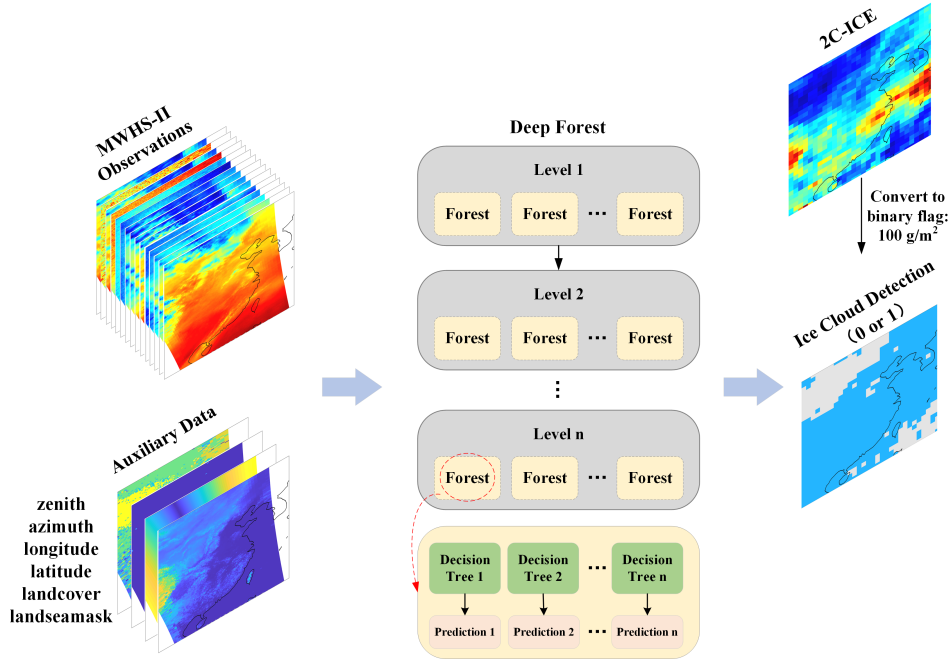 MWHS-II
Observations
Auxiliary Data
zenith
azimuth
longitude
latitude
landcover
landseamask
Deep Forest
Level 1
Forest Forest ... Forest
Level 2
Forest Forest ... Forest
...
Level n
Forest Forest ... Forest
Decision Tree 1
Decision Tree 2
...
Decision Tree n
Prediction 1 Prediction 2 ... Prediction n
2C-ICE
Convert to
binary flag:
100 g/m²
Ice Cloud Detection
(0 or 1)